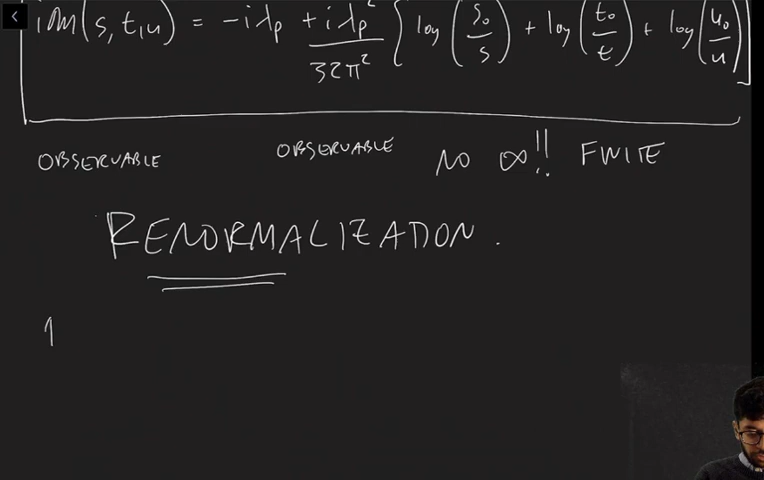 iM(s,t,u) = -iλp + iλp² / 32π² { log(s₀/s) + log(t₀/t) + log(u₀/u)
OBSERVABLE OBSERVABLE NO ∞!! FINITE
RENORMALIZATION.
1